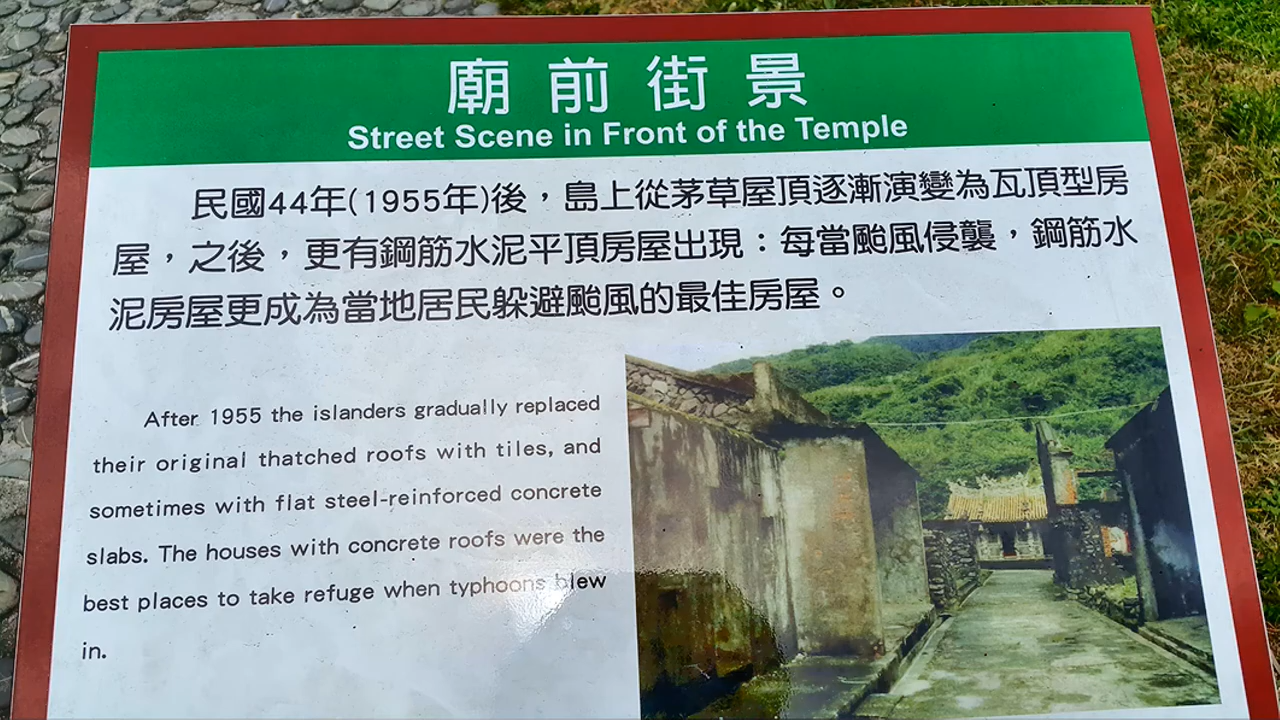 廟前街景
Street Scene in Front of the Temple
民國44年(1955年)後，島上從茅草屋頂逐漸演變為瓦頂型房
屋，之後，更有鋼筋水泥平頂房屋出現：每當颱風侵襲，鋼筋水
泥房屋更成為當地居民躲避颱風的最佳房屋。
After 1955 the islanders gradually replaced
their original thatched roofs with tiles, and
sometimes with flat steel-reinforced concrete
slabs. The houses with concrete roofs were the
best places to take refuge when typhoons blew
in.